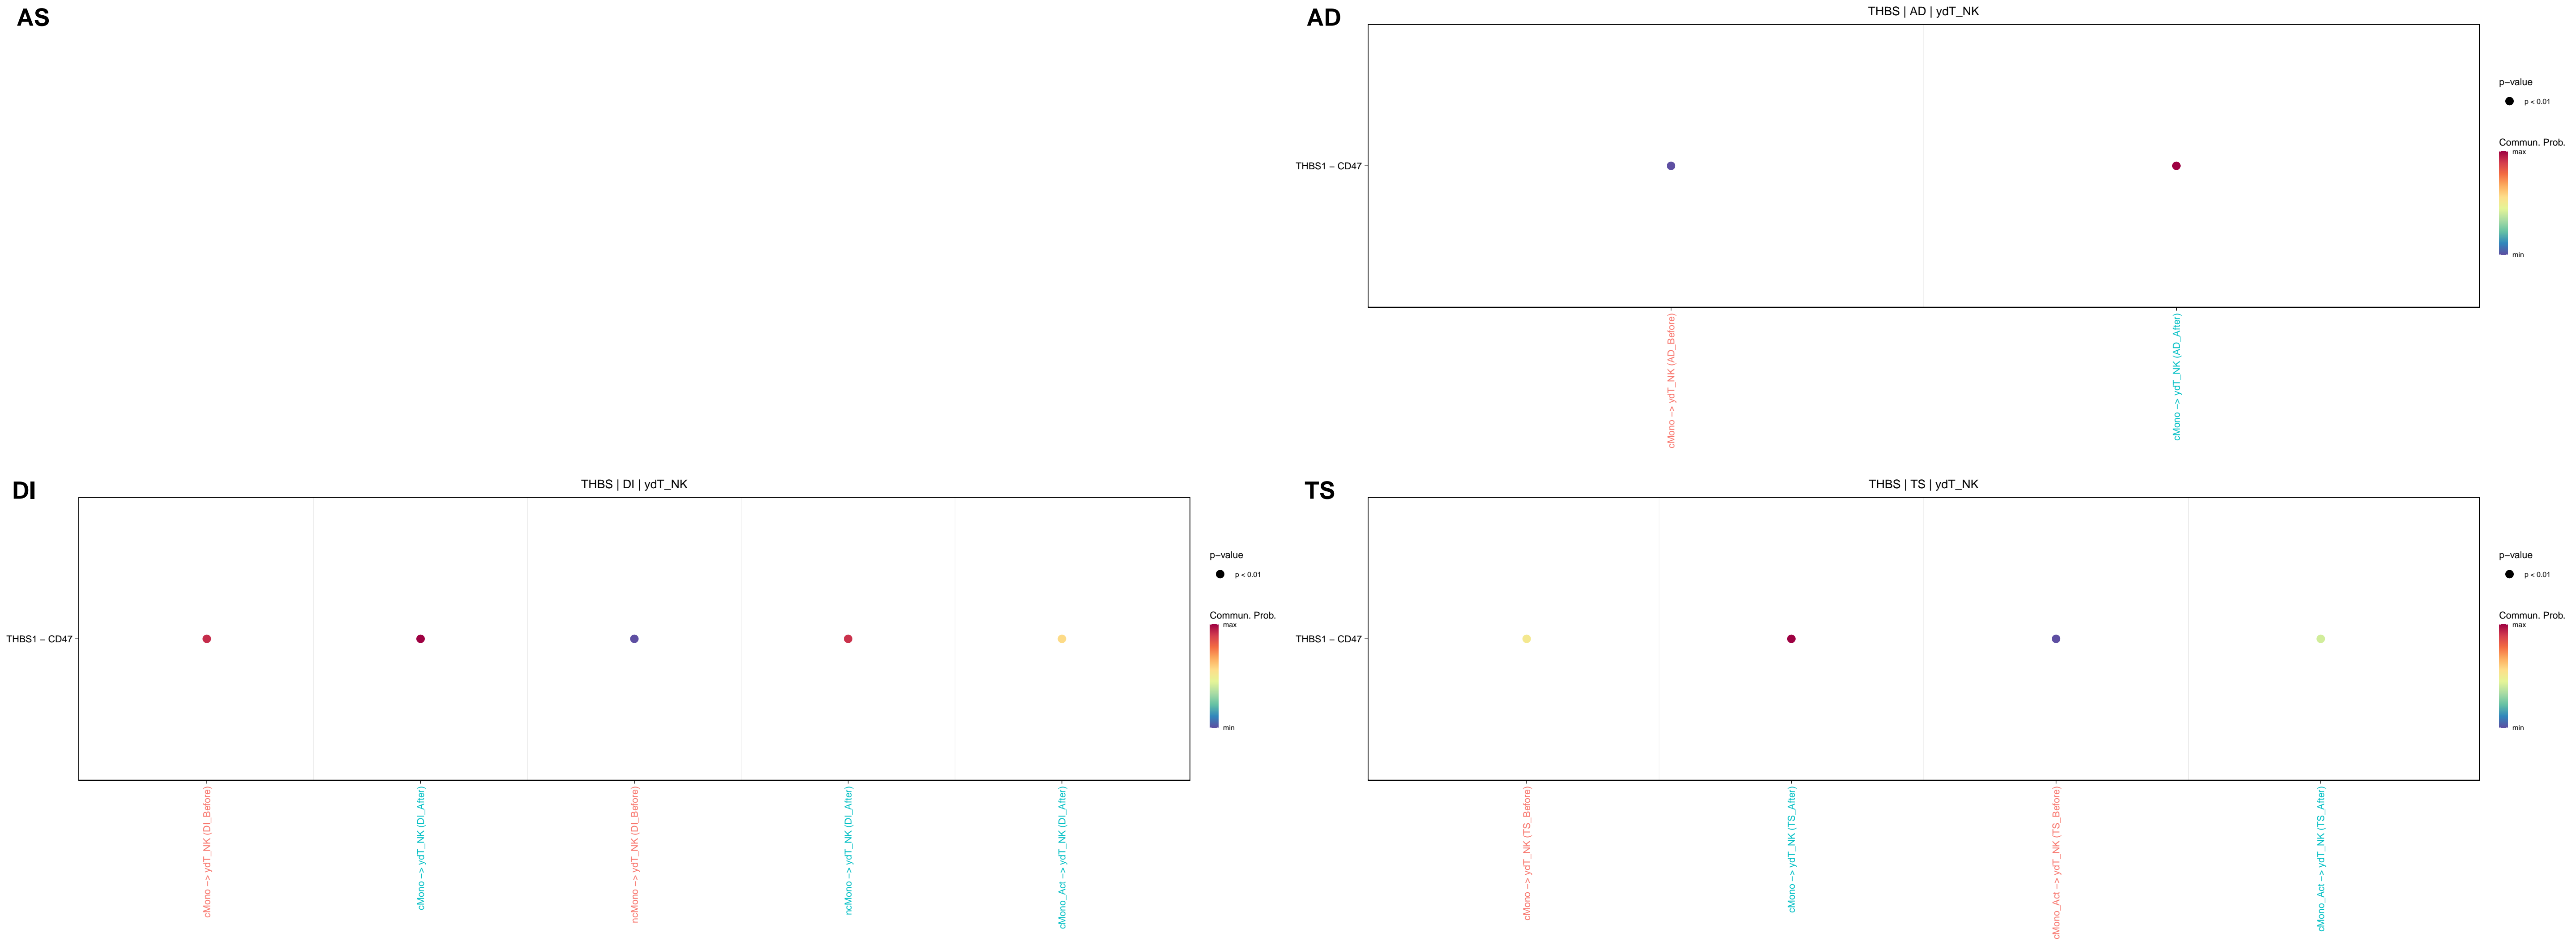 AS
AD
THBS | AD | ydT_NK
THBS1 − CD47
cMono −> ydT_NK (AD_Before)
cMono −> ydT_NK (AD_After)
p−value
p < 0.01
Commun. Prob.
max
min
DI
THBS | DI | ydT_NK
THBS1 − CD47
cMono −> ydT_NK (DI_Before)
cMono −> ydT_NK (DI_After)
ncMono −> ydT_NK (DI_Before)
ncMono −> ydT_NK (DI_After)
cMono_Act −> ydT_NK (DI_After)
p−value
p < 0.01
Commun. Prob.
max
min
TS
THBS | TS | ydT_NK
THBS1 − CD47
cMono −> ydT_NK (TS_Before)
cMono −> ydT_NK (TS_After)
cMono_Act −> ydT_NK (TS_Before)
cMono_Act −> ydT_NK (TS_After)
p−value
p < 0.01
Commun. Prob.
max
min